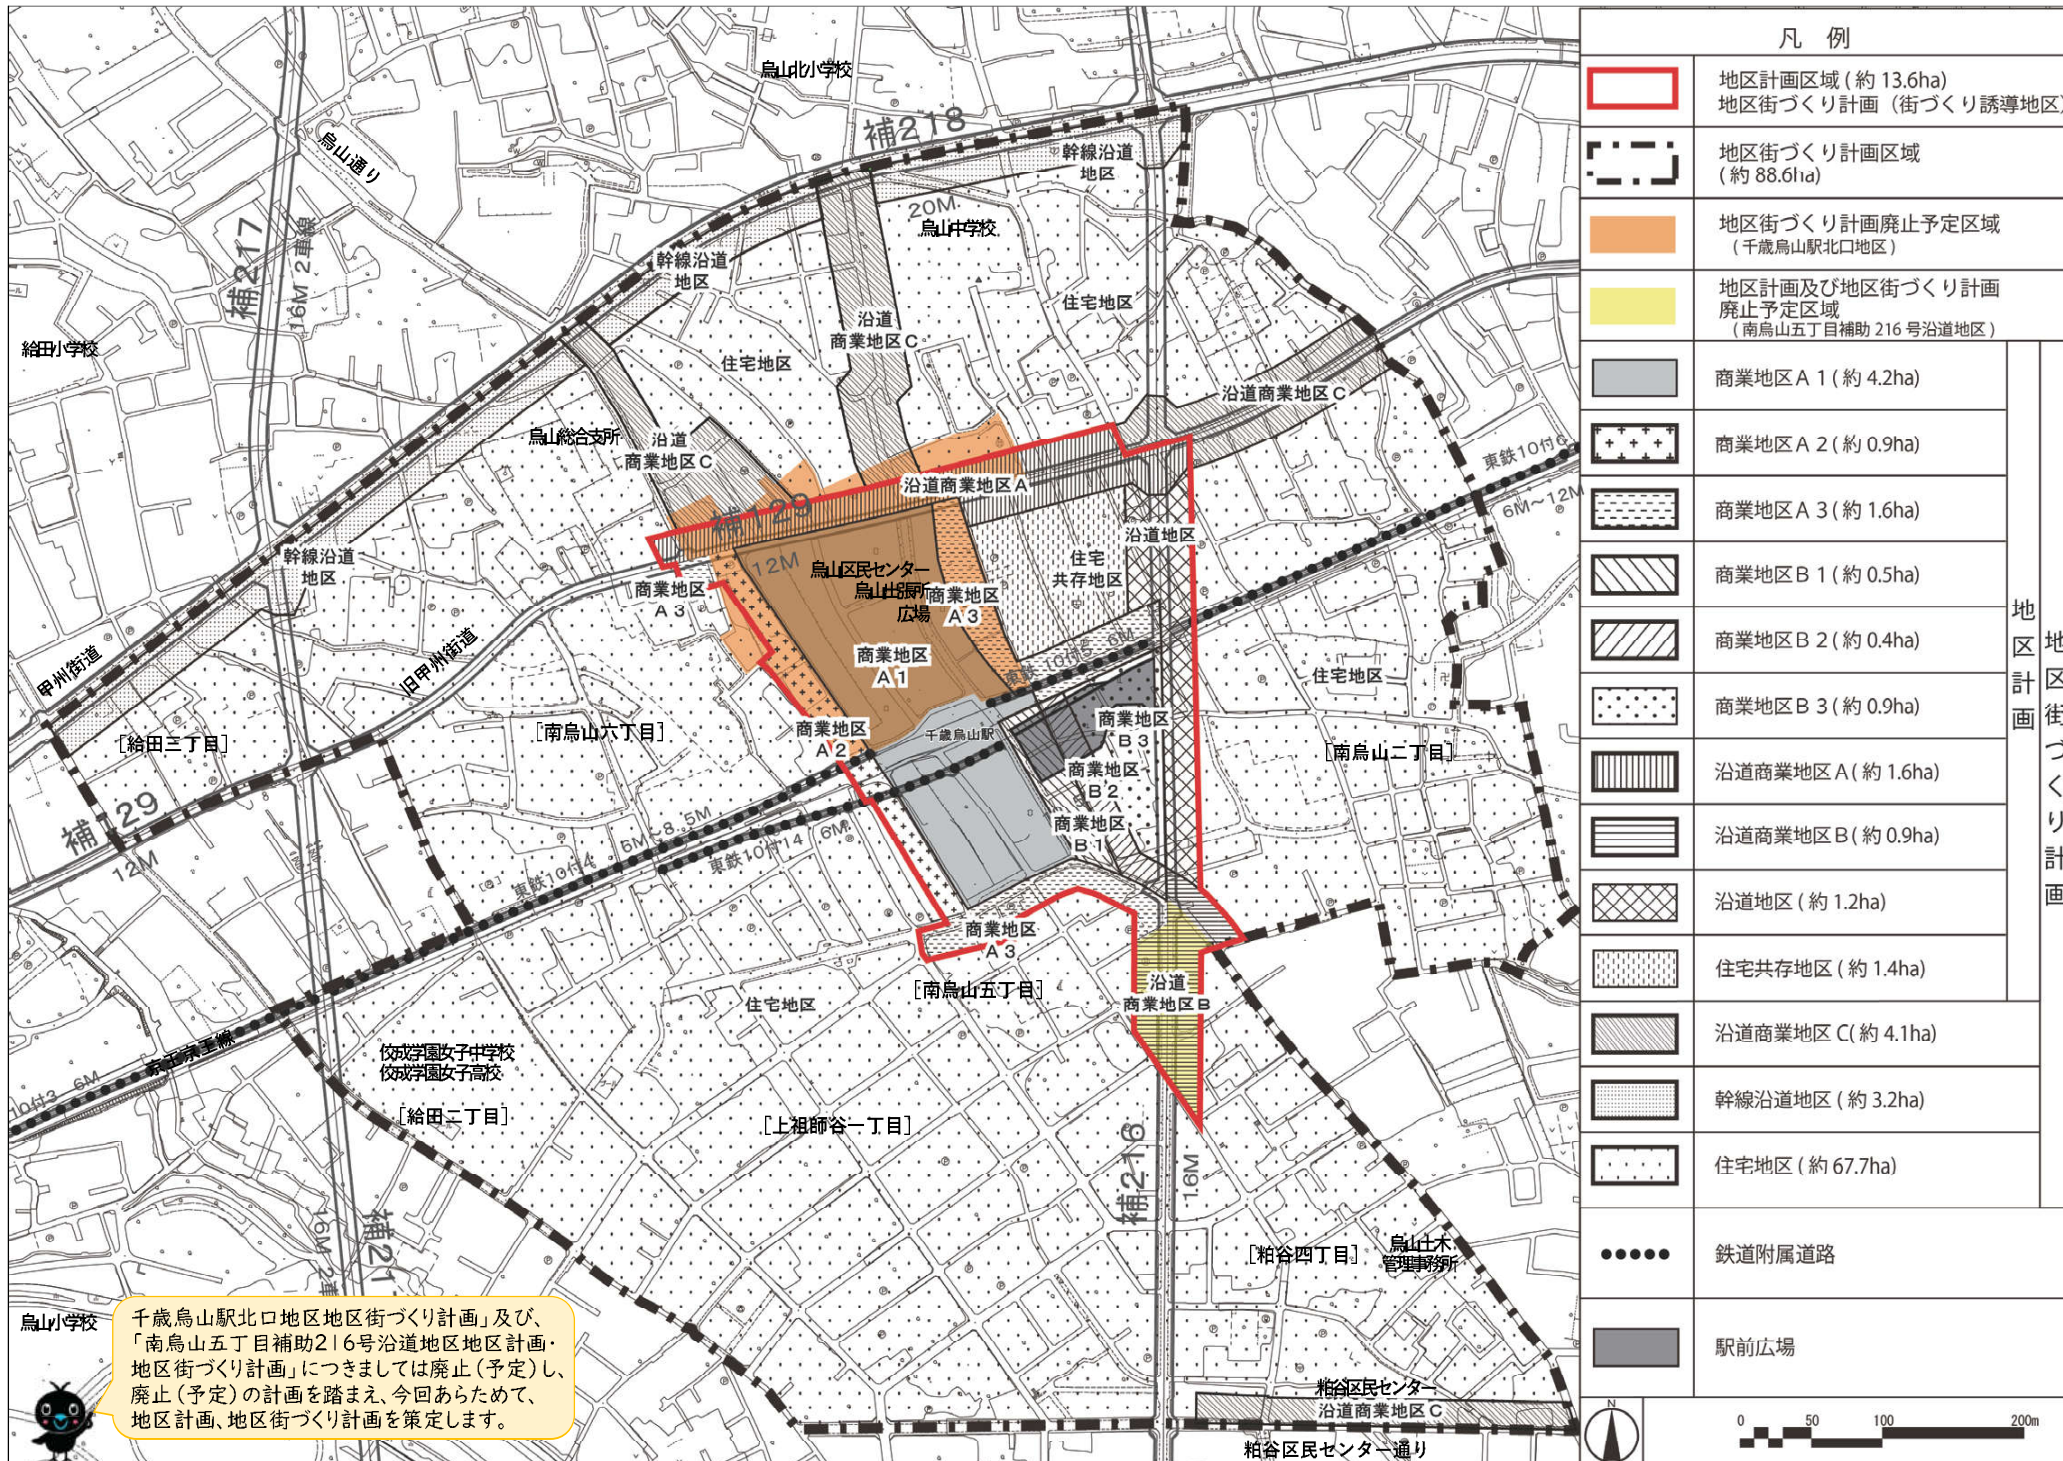 烏山北小学校
烏山通り
補218
幹線沿道
地区
20M
烏山中学校
補217
16M 2車線
幹線沿道
地区
住宅地区
給田小学校
沿道
商業地区C
住宅地区
沿道商業地区C
烏山総合支所
沿道
商業地区C
東鉄10付6
6M～12M
沿道商業地区A
補129
12M
沿道地区
幹線沿道
地区
住宅
共存地区
烏山区民センター
烏山出張所
広場
商業地区
A3
商業地区
A3
甲州街道
旧甲州街道
商業地区
A1
東鉄10付5 6M
住宅地区
[給田三丁目]
[南烏山六丁目]
商業地区
A2
千歳烏山駅
商業地区
B3
[南烏山二丁目]
商業地区
B2
商業地区
B1
補129
12M
東鉄10付4 6M～8.5M
東鉄10付14 6M
商業地区
A3
[南烏山五丁目]
住宅地区
沿道
商業地区B
京王京王線
10付3 6M
佼成学園女子中学校
佼成学園女子高校
[給田二丁目]
[上祖師谷一丁目]
補216
16M
[粕谷四丁目]
烏山土木
管理事務所
補21
16M 2車
烏山小学校
粕谷区民センター
沿道商業地区C
粕谷区民センター通り
千歳烏山駅北口地区地区街づくり計画」及び、
「南烏山五丁目補助216号沿道地区地区計画・
地区街づくり計画」につきましては廃止（予定）し、
廃止（予定）の計画を踏まえ、今回あらためて、
地区計画、地区街づくり計画を策定します。
凡 例
地区計画区域(約13.6ha)
地区街づくり計画（街づくり誘導地区）
地区街づくり計画区域
(約88.6ha)
地区街づくり計画廃止予定区域
(千歳烏山駅北口地区)
地区計画及び地区街づくり計画
廃止予定区域
(南烏山五丁目補助216号沿道地区)
商業地区A1(約4.2ha)
商業地区A2(約0.9ha)
商業地区A3(約1.6ha)
商業地区B1(約0.5ha)
商業地区B2(約0.4ha)
商業地区B3(約0.9ha)
沿道商業地区A(約1.6ha)
沿道商業地区B(約0.9ha)
沿道地区(約1.2ha)
住宅共存地区(約1.4ha)
沿道商業地区C(約4.1ha)
幹線沿道地区(約3.2ha)
住宅地区(約67.7ha)
鉄道附属道路
駅前広場
地区計画
地区街づくり計画
N
0 50 100 200m